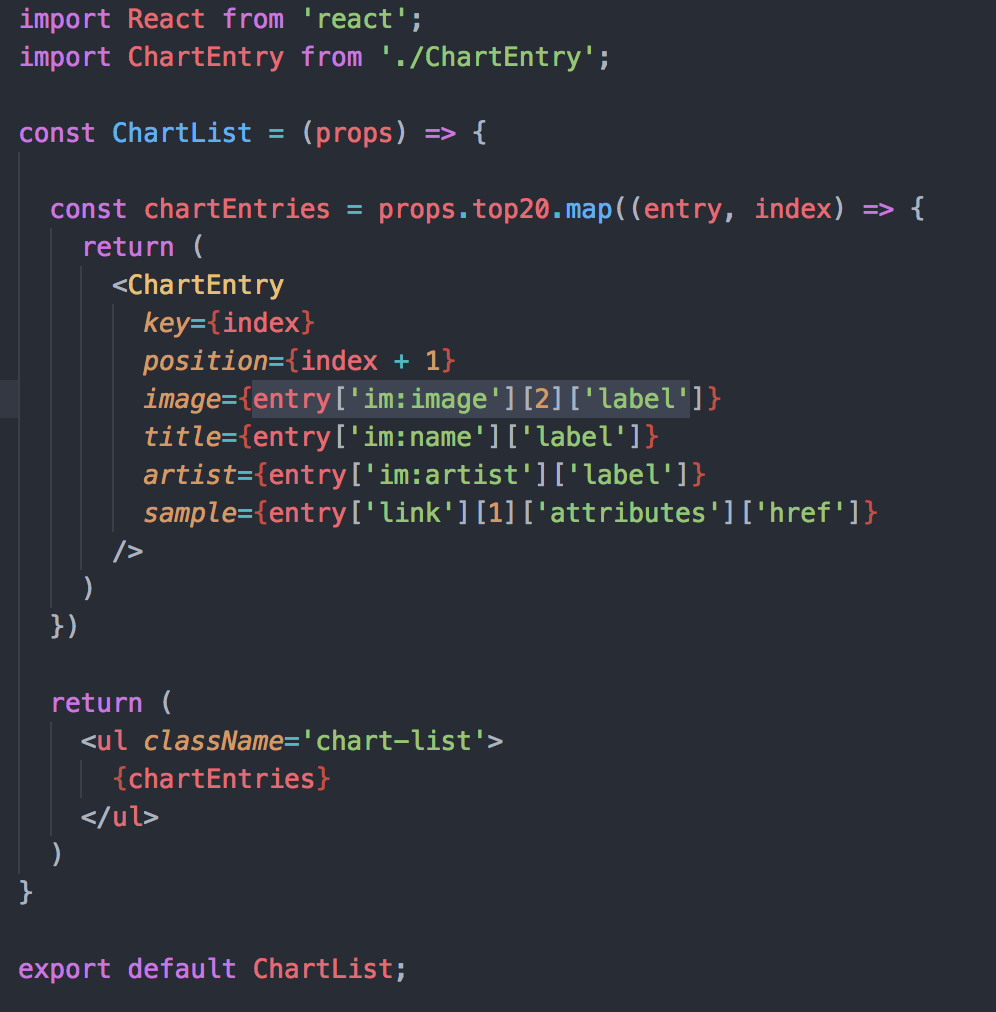 import React from 'react';
import ChartEntry from './ChartEntry';
const ChartList = (props) => {
const chartEntries = props.top20.map((entry, index) => {
return (
<ChartEntry
key={index}
position={index + 1}
image={entry['im:image'][2]['label']}
title={entry['im:name']['label']}
artist={entry['im:artist']['label']}
sample={entry['link'][1]['attributes']['href']}
/>
)
})
return (
<ul className='chart-list'>
{chartEntries}
</ul>
)
}
export default ChartList;